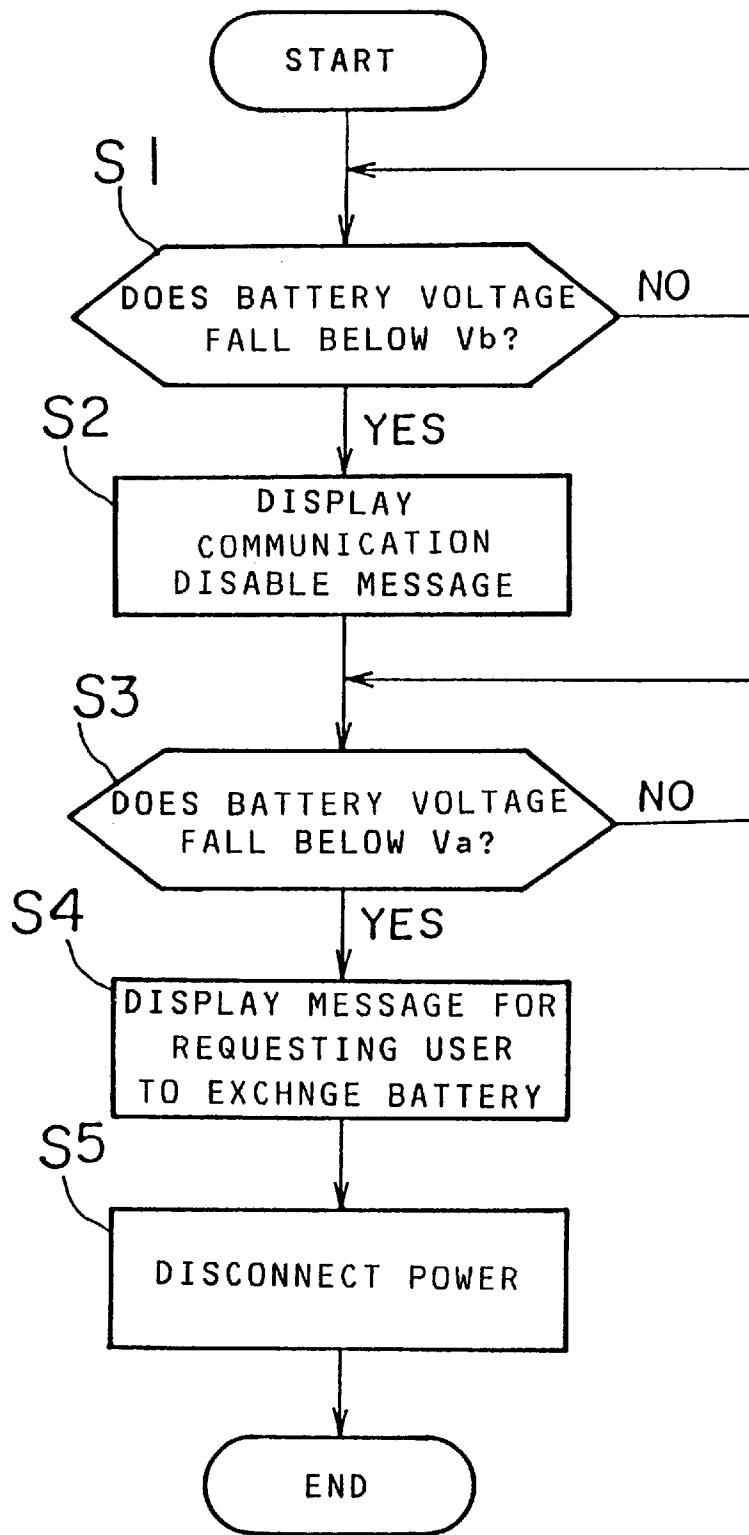 START
S1
DOES BATTERY VOLTAGE
FALL BELOW Vb?
NO
YES
S2
DISPLAY
COMMUNICATION
DISABLE MESSAGE
S3
DOES BATTERY VOLTAGE
FALL BELOW Va?
NO
YES
S4
DISPLAY MESSAGE FOR
REQUESTING USER
TO EXCHNGE BATTERY
S5
DISCONNECT POWER
END